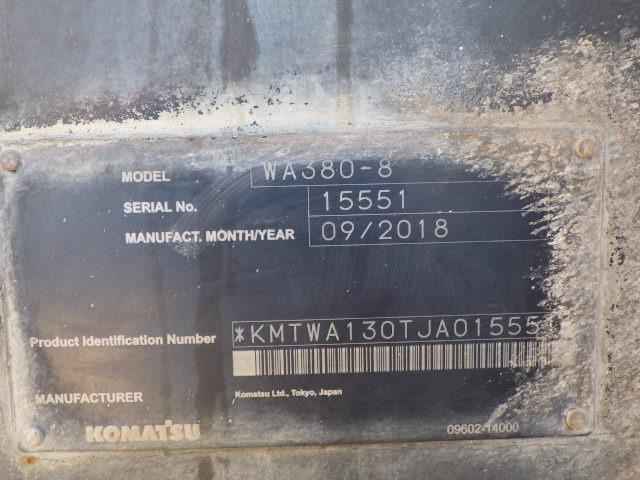 MODEL WA380-8
SERIAL No. 15551
MANUFACT. MONTH/YEAR 09/2018
Product Identification Number *KMTWA130TJA01555
MANUFACTURER Komatsu Ltd., Tokyo, Japan
KOMATSU 09602-14000